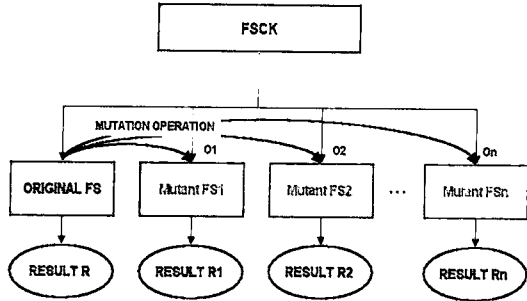 FSCK
MUTATION OPERATION
O1
O2
On
ORIGINAL FS
Mutant FS1
Mutant FS2
...
Mutant FSn
RESULT R
RESULT R1
RESULT R2
RESULT Rn